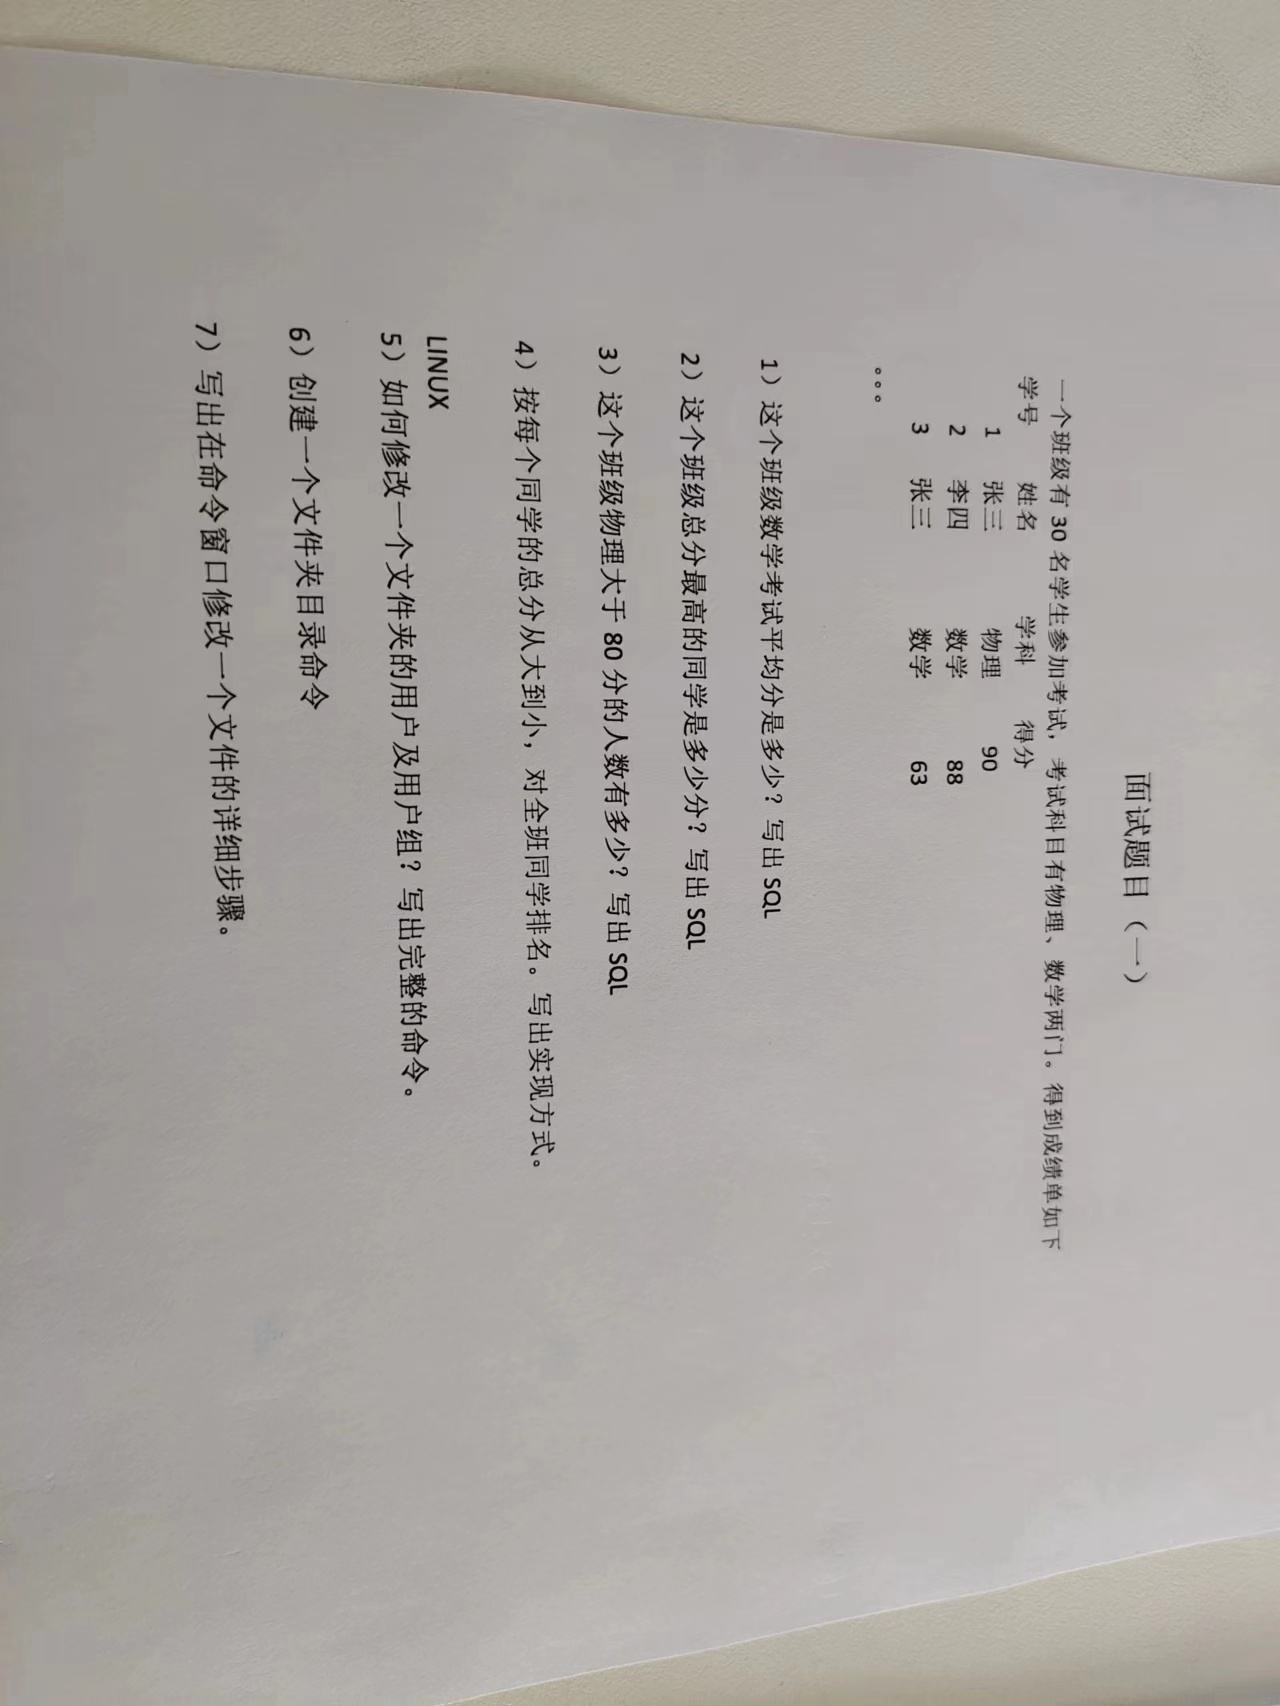 面试题目（一）
一个班级有 30 名学生参加考试，考试科目有物理、数学两门。得到成绩单如下
学号 姓名 学科 得分
1 张三 物理 90
2 李四 数学 88
3 张三 数学 63
。。。
1）这个班级数学考试平均分是多少？写出 SQL
2）这个班级总分最高的同学是多少分？写出 SQL
3）这个班级物理大于 80 分的人数有多少？写出 SQL
4）按每个同学的总分从大到小，对全班同学排名。写出实现方式。
LINUX
5）如何修改一个文件夹的用户及用户组？写出完整的命令。
6）创建一个文件夹目录命令
7）写出在命令窗口修改一个文件的详细步骤。